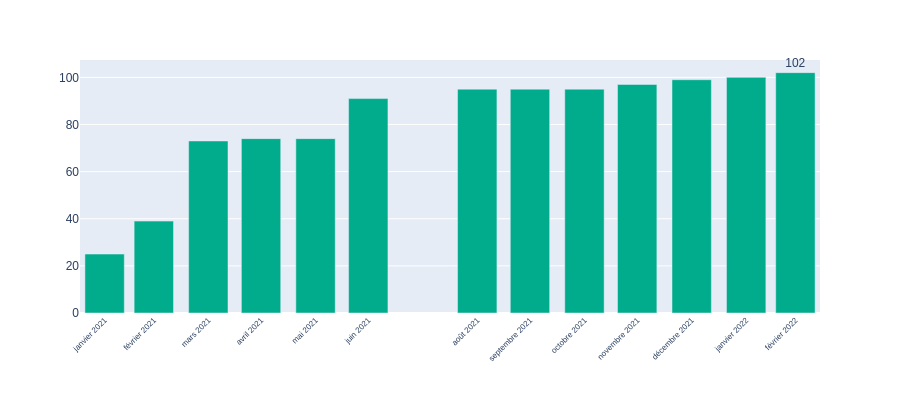 102
100
80
60
40
20
0
janvier 2021
février 2021
mars 2021
avril 2021
mai 2021
juin 2021
août 2021
septembre 2021
octobre 2021
novembre 2021
décembre 2021
janvier 2022
février 2022